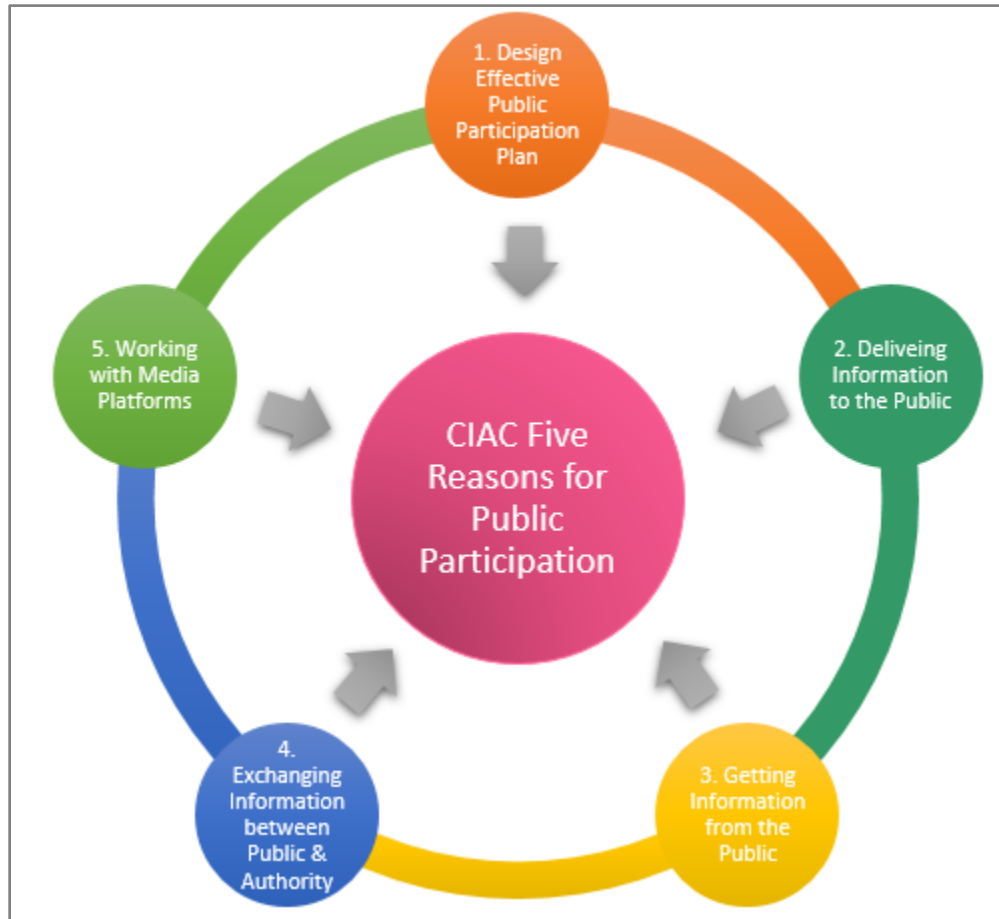 1. Design
Effective
Public
Participation
Plan
2. Deliveing
Information
to the Public
3. Getting
Information
from the
Public
4.
Exchanging
Information
between
Public &
Authority
5. Working
with Media
Platforms
CIAC Five
Reasons for
Public
Participation